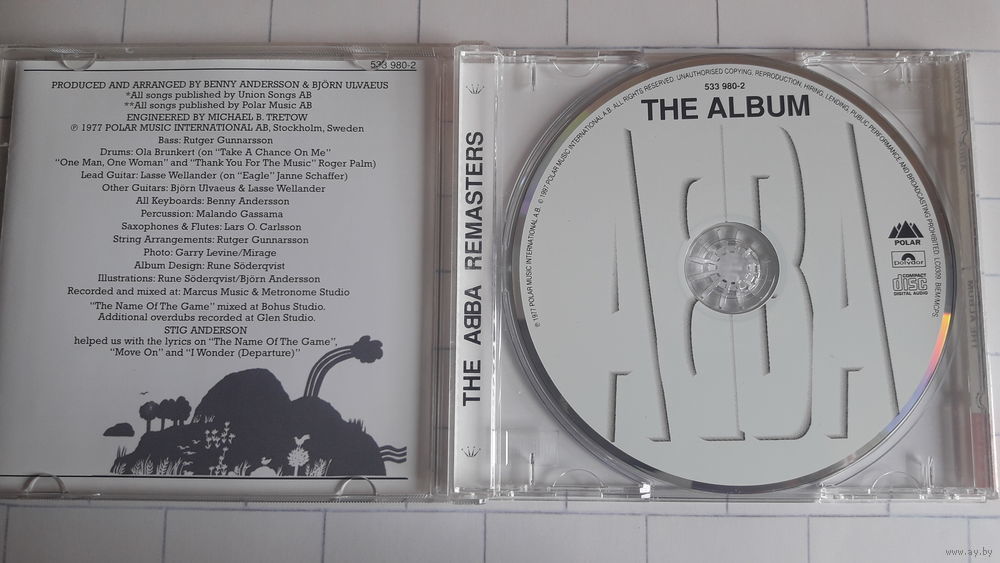 533 980-2
PRODUCED AND ARRANGED BY BENNY ANDERSSON & BJÖRN ULVAEUS
*All songs published by Union Songs AB
**All songs published by Polar Music AB
ENGINEERED BY MICHAEL B. TRETOW
℗ 1977 POLAR MUSIC INTERNATIONAL AB, Stockholm, Sweden
Bass: Rutger Gunnarsson
Drums: Ola Brunkert (on "Take A Chance On Me"
"One Man, One Woman" and "Thank You For The Music" Roger Palm)
Lead Guitar: Lasse Wellander (on "Eagle" Janne Schaffer)
Other Guitars: Björn Ulvaeus & Lasse Wellander
All Keyboards: Benny Andersson
Percussion: Malando Gassama
Saxophones & Flutes: Lars O. Carlsson
String Arrangements: Rutger Gunnarsson
Photo: Garry Levine/Mirage
Album Design: Rune Söderqvist
Illustrations: Rune Söderqvist/Björn Andersson
Recorded and mixed at: Marcus Music & Metronome Studio
"The Name Of The Game" mixed at Bohus Studio.
Additional overdubs recorded at Glen Studio.
STIG ANDERSON
helped us with the lyrics on "The Name Of The Game",
"Move On" and "I Wonder (Departure)"
THE ABBA REMASTERS
℗ 1977 POLAR MUSIC INTERNATIONAL A.B. © 1997 POLAR MUSIC INTERNATIONAL A.B. ALL RIGHTS RESERVED. UNAUTHORISED COPYING, REPRODUCTION, HIRING, LENDING, PUBLIC PERFORMANCE AND BROADCASTING PROHIBITED. LC0309 BIEM/MCPS
533 980-2
THE ALBUM
ABBA
POLAR
Polydor
COMPACT
disc
DIGITAL AUDIO
www.ay.by